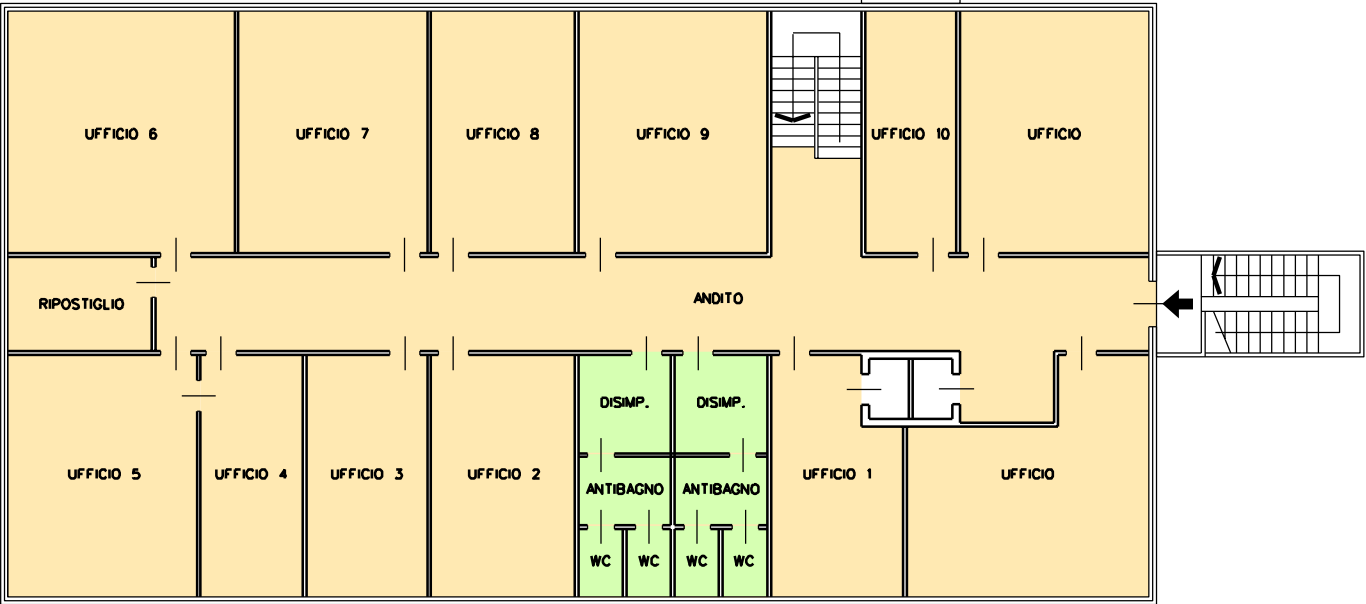 UFFICIO 6
UFFICIO 7
UFFICIO 8
UFFICIO 9
UFFICIO 10
UFFICIO
RIPOSTIGLIO
ANDITO
DISIMP.
DISIMP.
UFFICIO 5
UFFICIO 4
UFFICIO 3
UFFICIO 2
ANTIBAGNO
ANTIBAGNO
UFFICIO 1
UFFICIO
WC
WC
WC
WC